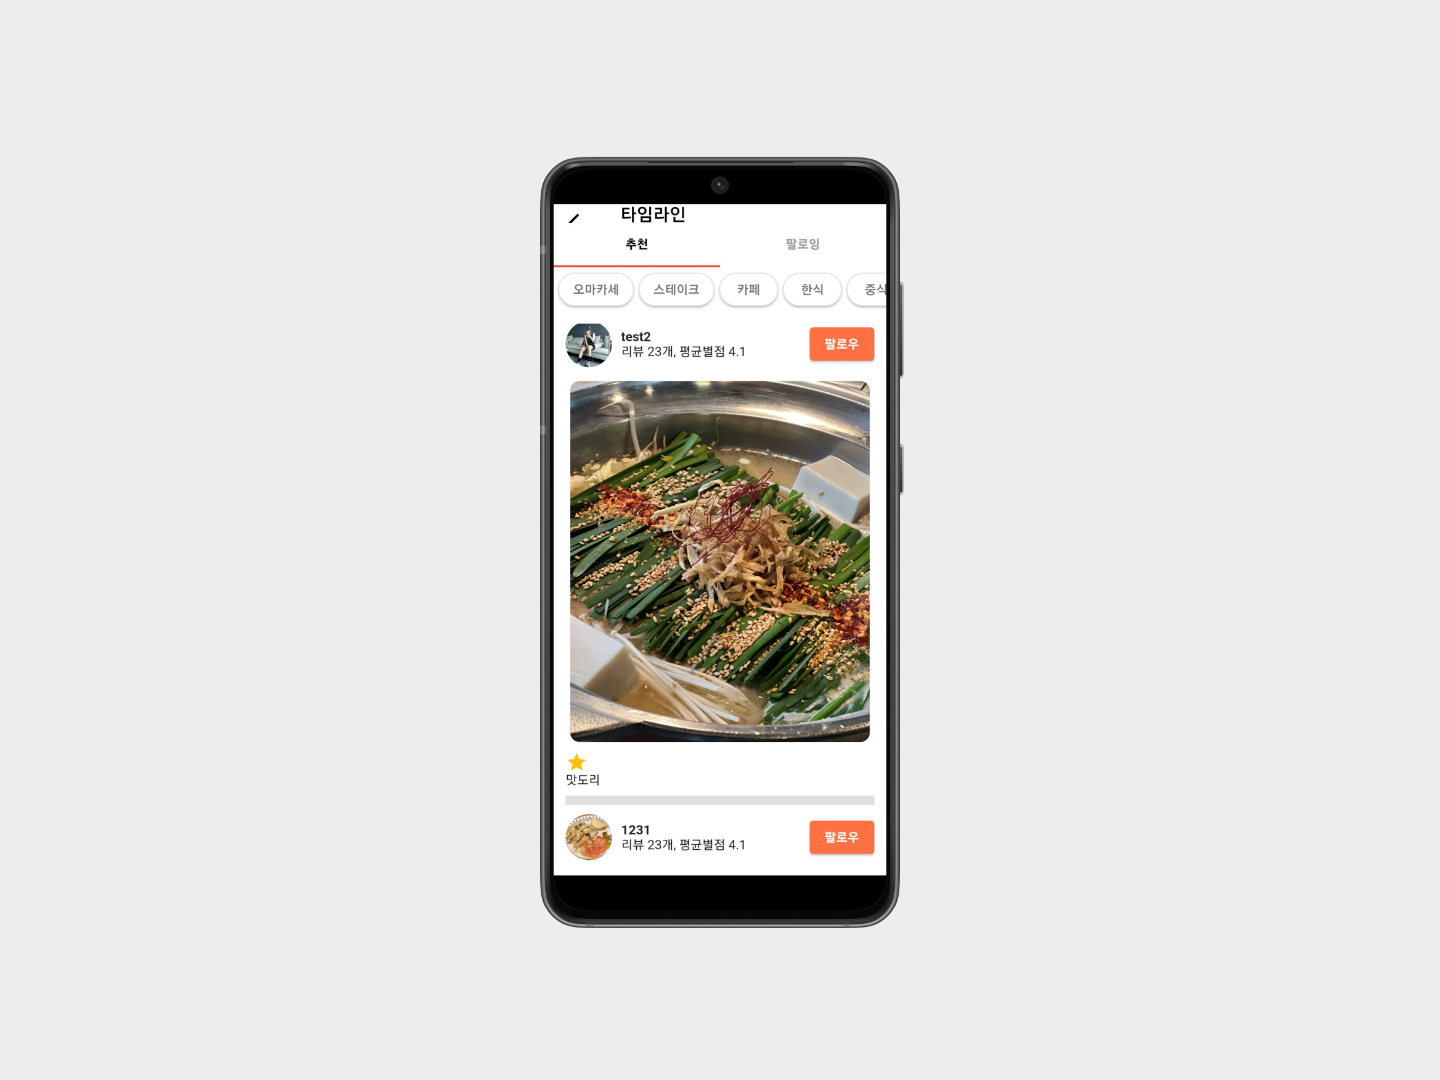 타임라인
추천 팔로잉
오마카세 스테이크 카페 한식 중식
test2
리뷰 23개, 평균별점 4.1
팔로우
맛도리
1231
리뷰 23개, 평균별점 4.1
팔로우